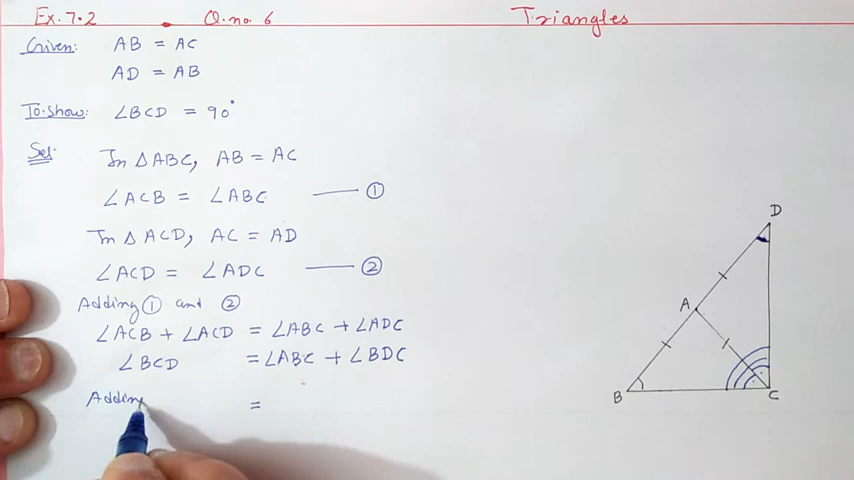 Ex. 7.2 Q. no. 6 Triangles
Given: AB = AC
AD = AB
To show: ∠BCD = 90°
Sol:
In △ABC, AB = AC
∠ACB = ∠ABC —— ①
In △ACD, AC = AD
∠ACD = ∠ADC —— ②
Adding ① and ②
∠ACB + ∠ACD = ∠ABC + ∠ADC
∠BCD = ∠ABC + ∠BDC
Addin =
D
A
B C